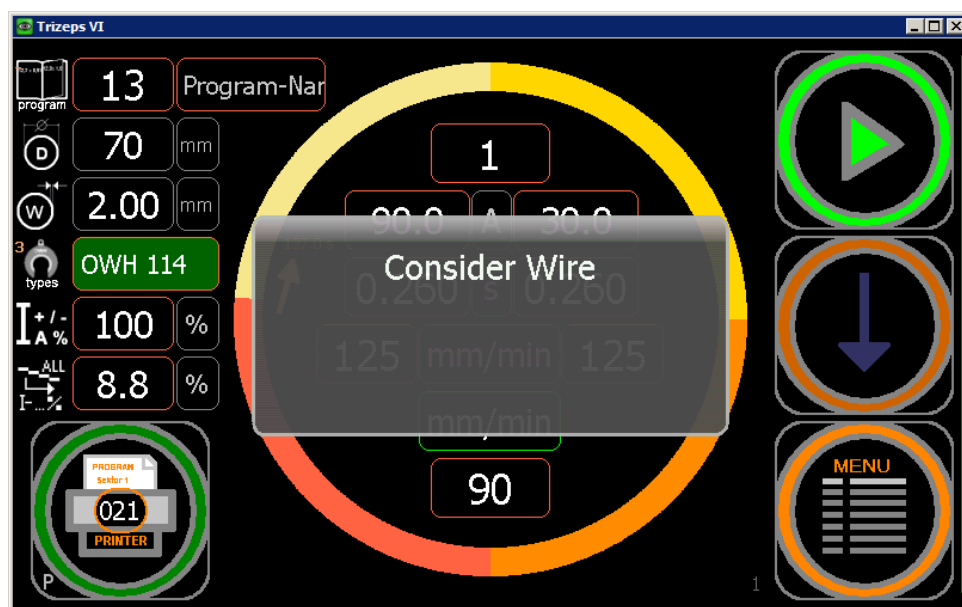 Trizeps VI
program
13
Program-Nar
D
70
mm
W
2.00
mm
3
types
OWH 114
I + / -
A %
100
%
ALL
I-...%
8.8
%
PROGRAM
Sektor 1
021
PRINTER
P
1
90.0 A 30.0
Consider Wire
0.260 s 0.260
125 mm/min 125
mm/min
90
MENU
1